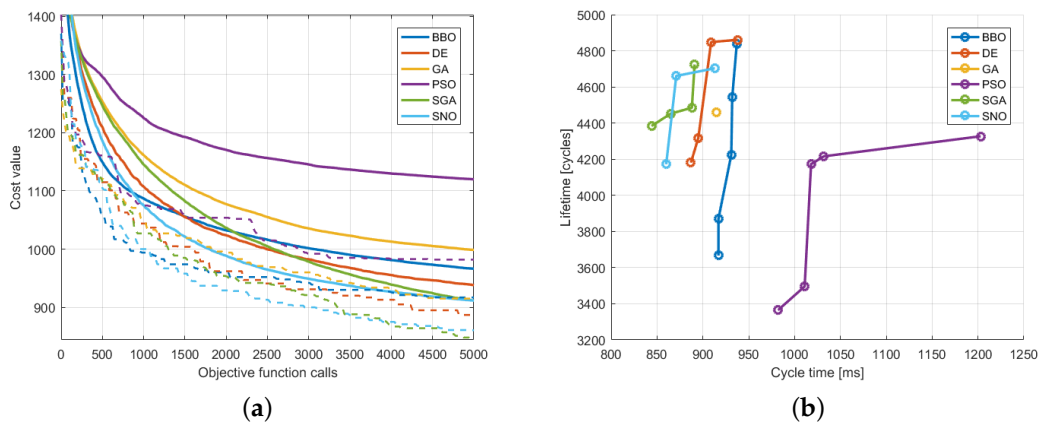 1400
1300
1200
1100
1000
900
Cost value
0 500 1000 1500 2000 2500 3000 3500 4000 4500 5000
Objective function calls
BBO
DE
GA
PSO
SGA
SNO
(a)
5000
4800
4600
4400
4200
4000
3800
3600
3400
3200
Lifetime [cycles]
800 850 900 950 1000 1050 1100 1150 1200 1250
Cycle time [ms]
BBO
DE
GA
PSO
SGA
SNO
(b)